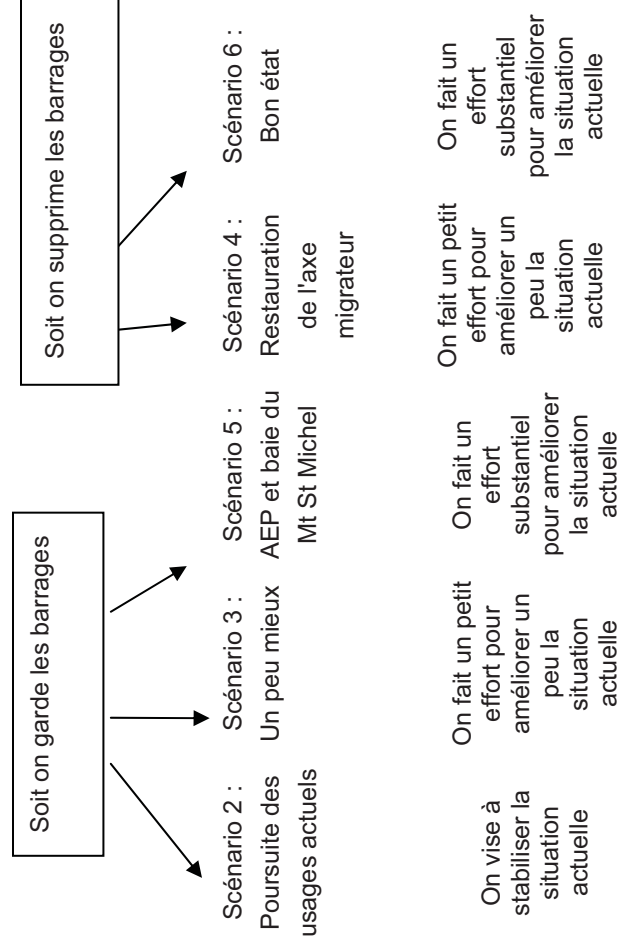 Soit on garde les barrages
Soit on supprime les barrages
Scénario 2 :
Poursuite des
usages actuels
Scénario 3 :
Un peu mieux
Scénario 5 :
AEP et baie du
Mt St Michel
Scénario 4 :
Restauration
de l'axe
migrateur
Scénario 6 :
Bon état
On vise à
stabiliser la
situation
actuelle
On fait un petit
effort pour
améliorer un
peu la
situation
actuelle
On fait un
effort
substantiel
pour améliorer
la situation
actuelle
On fait un petit
effort pour
améliorer un
peu la
situation
actuelle
On fait un
effort
substantiel
pour améliorer
la situation
actuelle